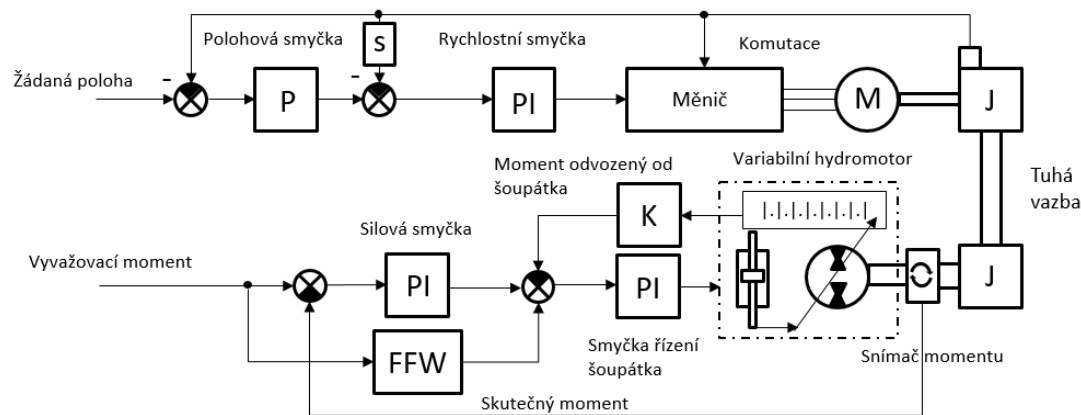 Polohová smyčka
s
Rychlostní smyčka
Komutace
Žádaná poloha
-
-
P
PI
Měnič
M
J
Moment odvozený od
šoupátka
Variabilní hydromotor
Tuhá
vazba
K
Silová smyčka
Vyvažovací moment
PI
PI
J
FFW
Smyčka řízení
šoupátka
Snímač momentu
Skutečný moment